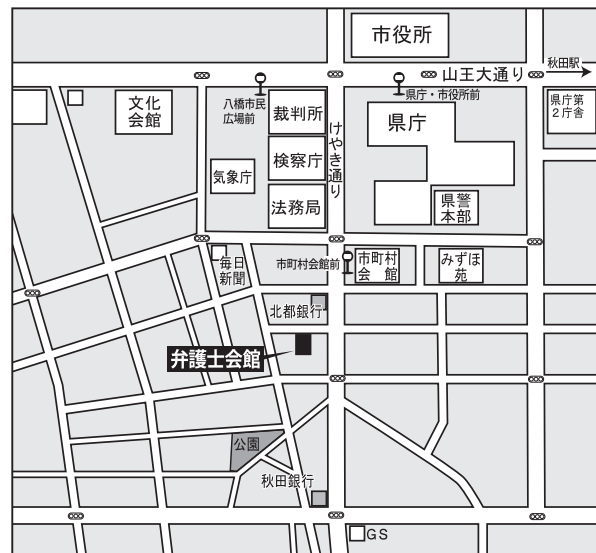 市役所
秋田駅
山王大通り
県庁・市役所前
県庁第
２庁舎
文化
会館
八橋市民
広場前
裁判所
けやき通り
県庁
検察庁
気象庁
法務局
県警
本部
毎日
新聞
市町村会館前
市町村
会　館
みずほ
苑
北都銀行
弁護士会館
公園
秋田銀行
GS